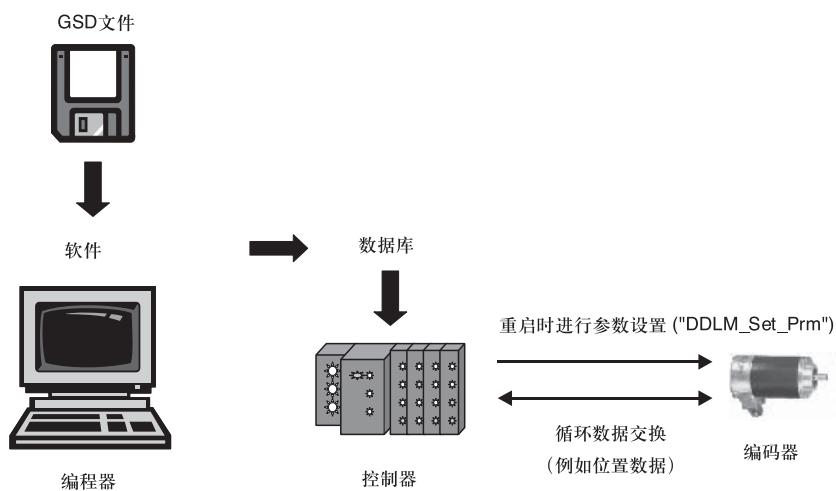 GSD文件
软件
数据库
重启时进行参数设置 ("DDLM_Set_Prm")
循环数据交换
（例如位置数据）
编码器
控制器
编程器